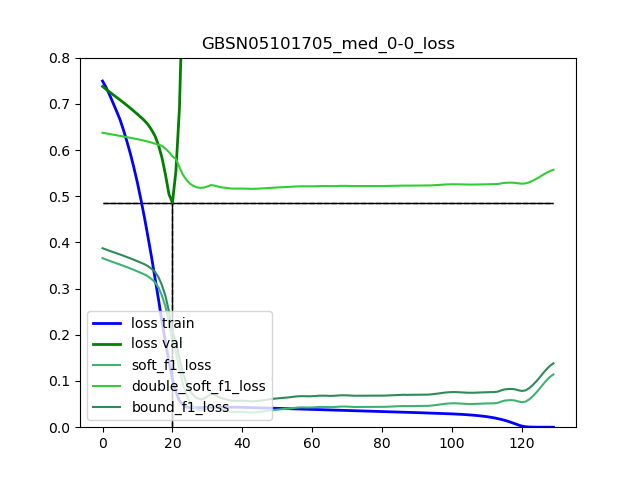 GBSN05101705_med_0-0_loss
0.8
0.7
0.6
0.5
0.4
0.3
0.2
0.1
0.0
loss train
loss val
soft_f1_loss
double_soft_f1_loss
bound_f1_loss
0 20 40 60 80 100 120